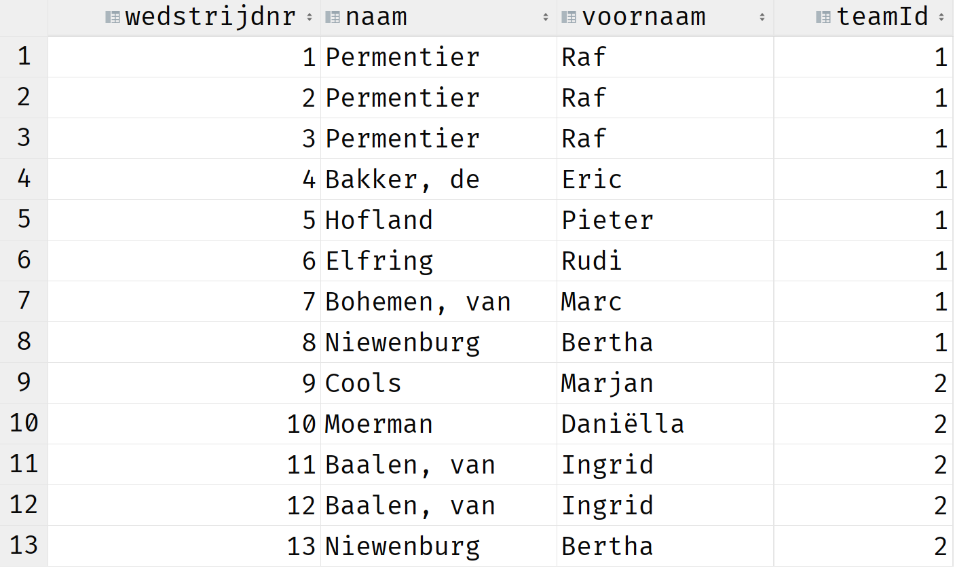 wedstrijdnr naam voornaam teamId
1 1 Permentier Raf 1
2 2 Permentier Raf 1
3 3 Permentier Raf 1
4 4 Bakker, de Eric 1
5 5 Hofland Pieter 1
6 6 Elfring Rudi 1
7 7 Bohemen, van Marc 1
8 8 Niewenburg Bertha 1
9 9 Cools Marjan 2
10 10 Moerman Daniëlla 2
11 11 Baalen, van Ingrid 2
12 12 Baalen, van Ingrid 2
13 13 Niewenburg Bertha 2